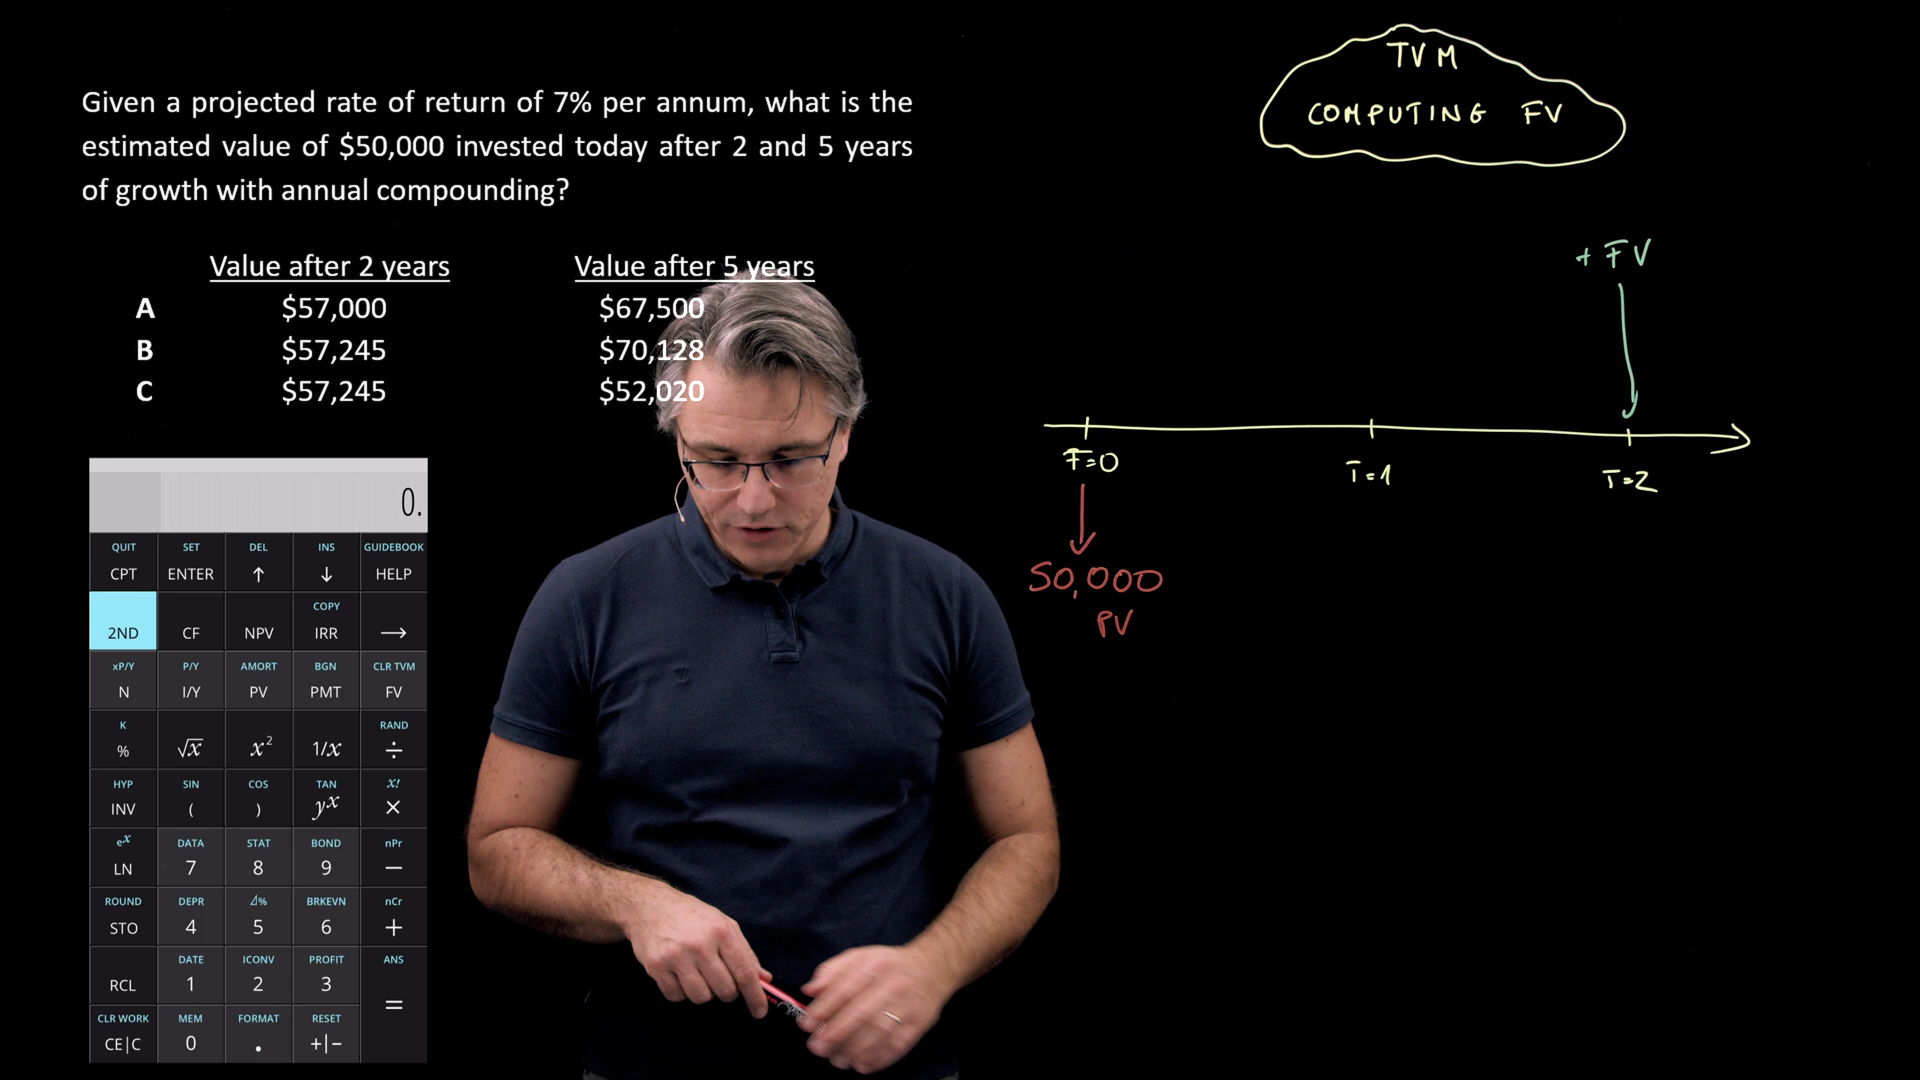 Given a projected rate of return of 7% per annum, what is the
estimated value of $50,000 invested today after 2 and 5 years
of growth with annual compounding?
Value after 2 years Value after 5 years
A $57,000 $67,500
B $57,245 $70,128
C $57,245 $52,020
0.
QUIT SET DEL INS GUIDEBOOK
CPT ENTER ↑ ↓ HELP
COPY
2ND CF NPV IRR →
xP/Y P/Y AMORT BGN CLR TVM
N I/Y PV PMT FV
K RAND
% √x x² 1/x ÷
HYP SIN COS TAN x!
INV ( ) yˣ ×
eˣ DATA STAT BOND nPr
LN 7 8 9 −
ROUND DEPR Δ% BRKEVN nCr
STO 4 5 6 +
DATE ICONV PROFIT ANS
RCL 1 2 3 =
CLR WORK MEM FORMAT RESET
CE|C 0 . +|−
TVM
COMPUTING FV
+ FV
T=0 T=1 T=2
50,000
PV